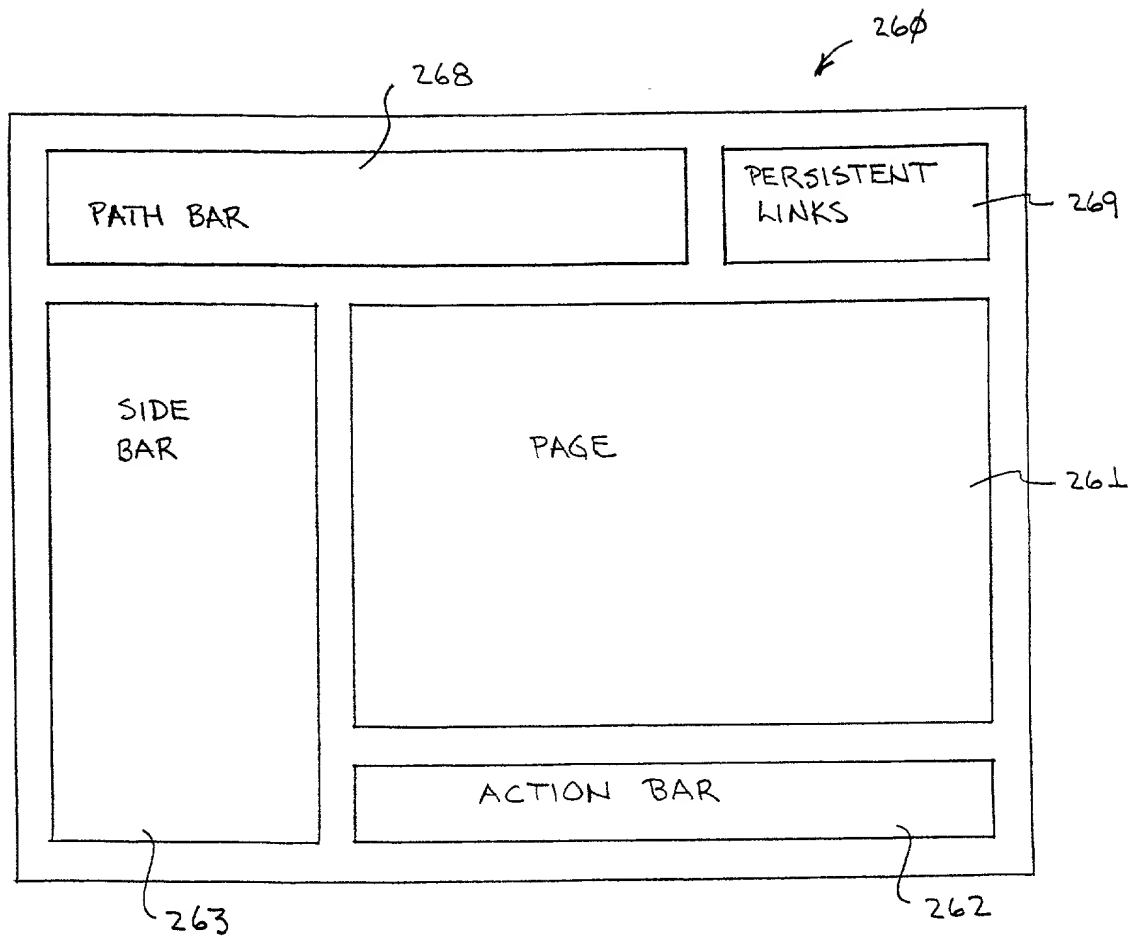 260
268
PATH BAR
PERSISTENT
LINKS
269
SIDE
BAR
PAGE
261
ACTION BAR
263
262